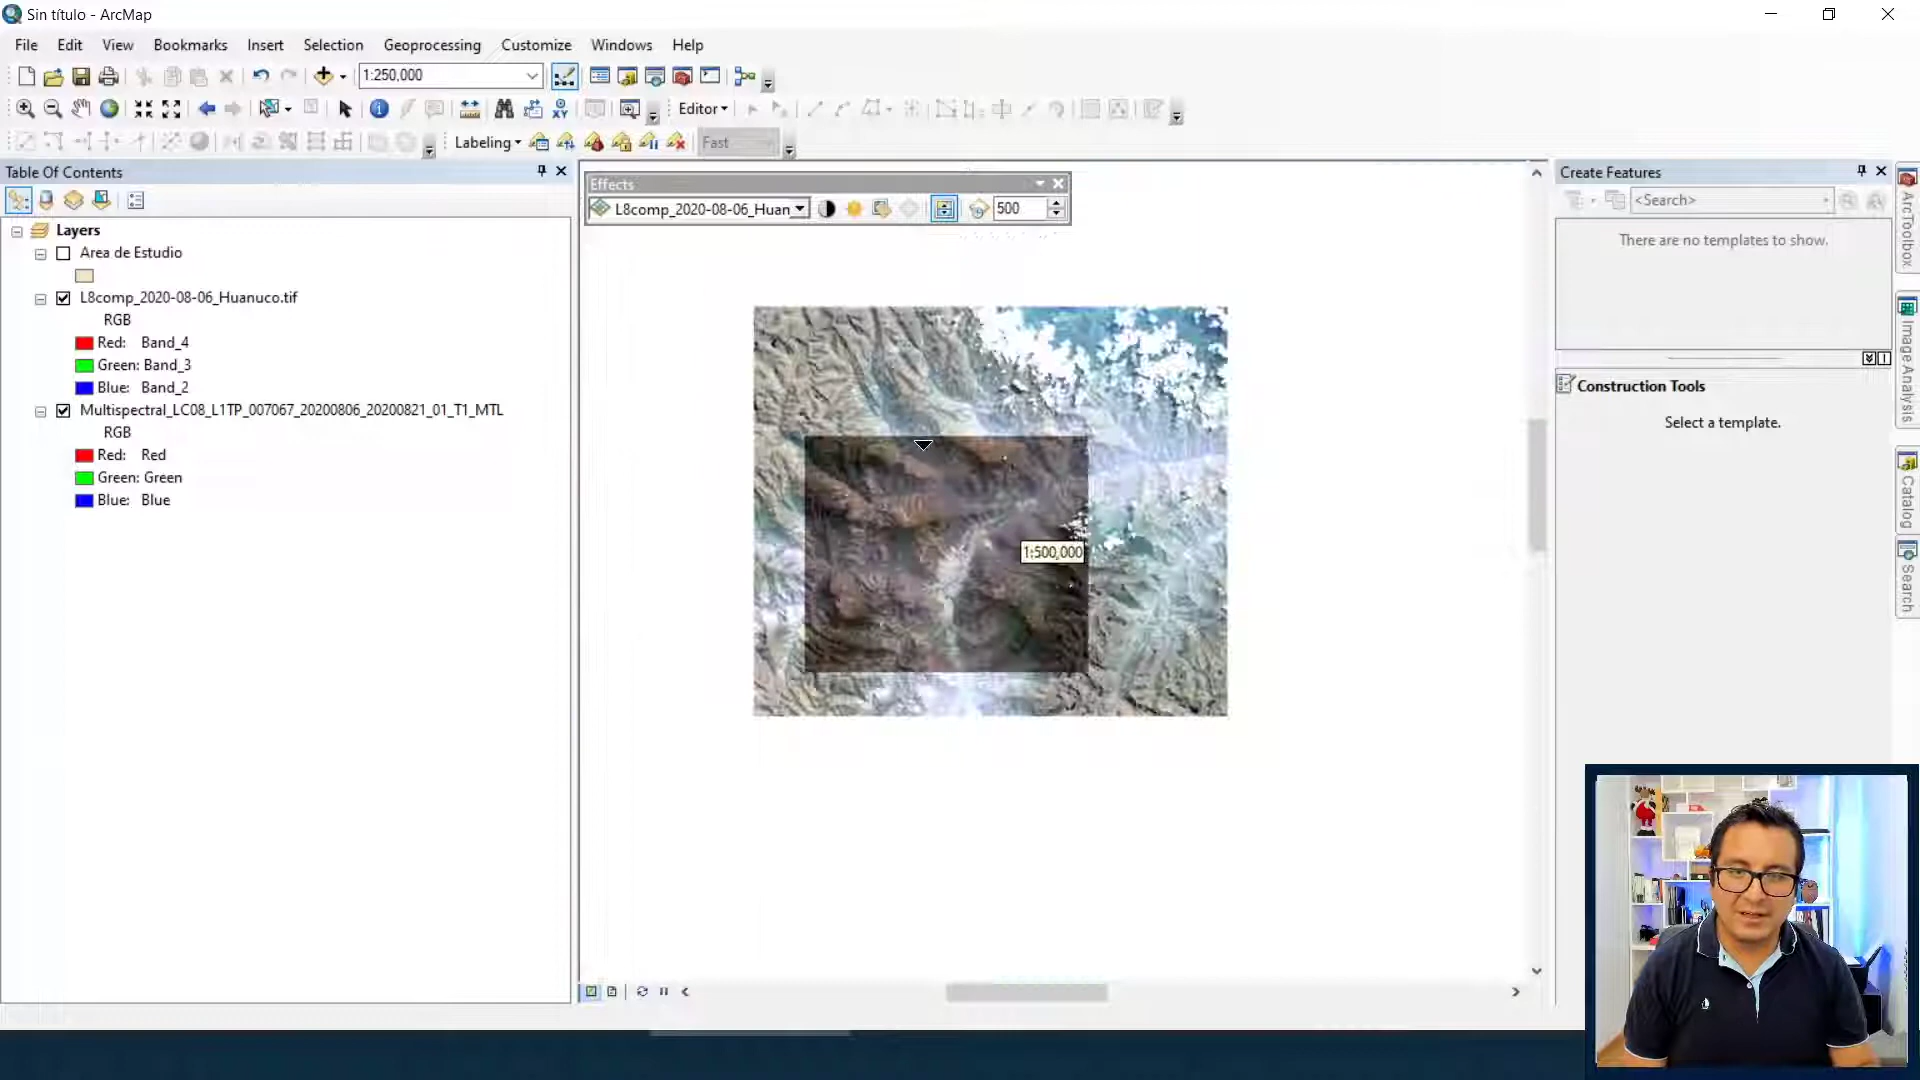 Sin título - ArcMap
File Edit View Bookmarks Insert Selection Geoprocessing Customize Windows Help
1:250,000
Editor
Labeling Fast
Table Of Contents
Layers
Area de Estudio
L8comp_2020-08-06_Huanuco.tif
RGB
Red: Band_4
Green: Band_3
Blue: Band_2
Multispectral_LC08_L1TP_007067_20200806_20200821_01_T1_MTL
RGB
Red: Red
Green: Green
Blue: Blue
Effects
L8comp_2020-08-06_Huan 500
1:500,000
Create Features
<Search>
There are no templates to show.
Construction Tools
Select a template.
ArcToolbox
Image Analysis
Catalog
Search